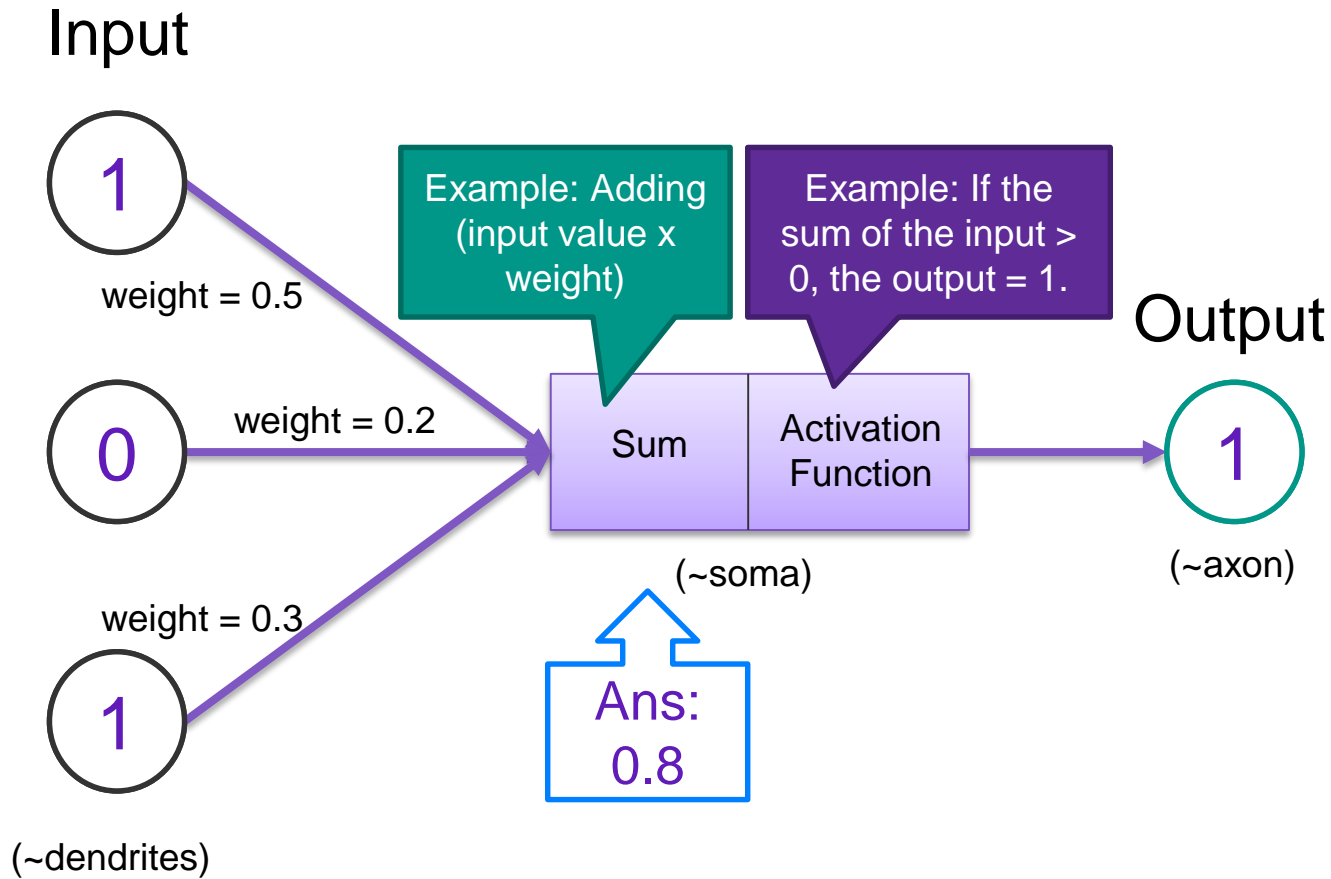 Input
1
weight = 0.5
0
weight = 0.2
1
weight = 0.3
(~dendrites)
Example: Adding
(input value x
weight)
Example: If the
sum of the input >
0, the output = 1.
Sum
Activation
Function
(~soma)
Ans:
0.8
Output
1
(~axon)